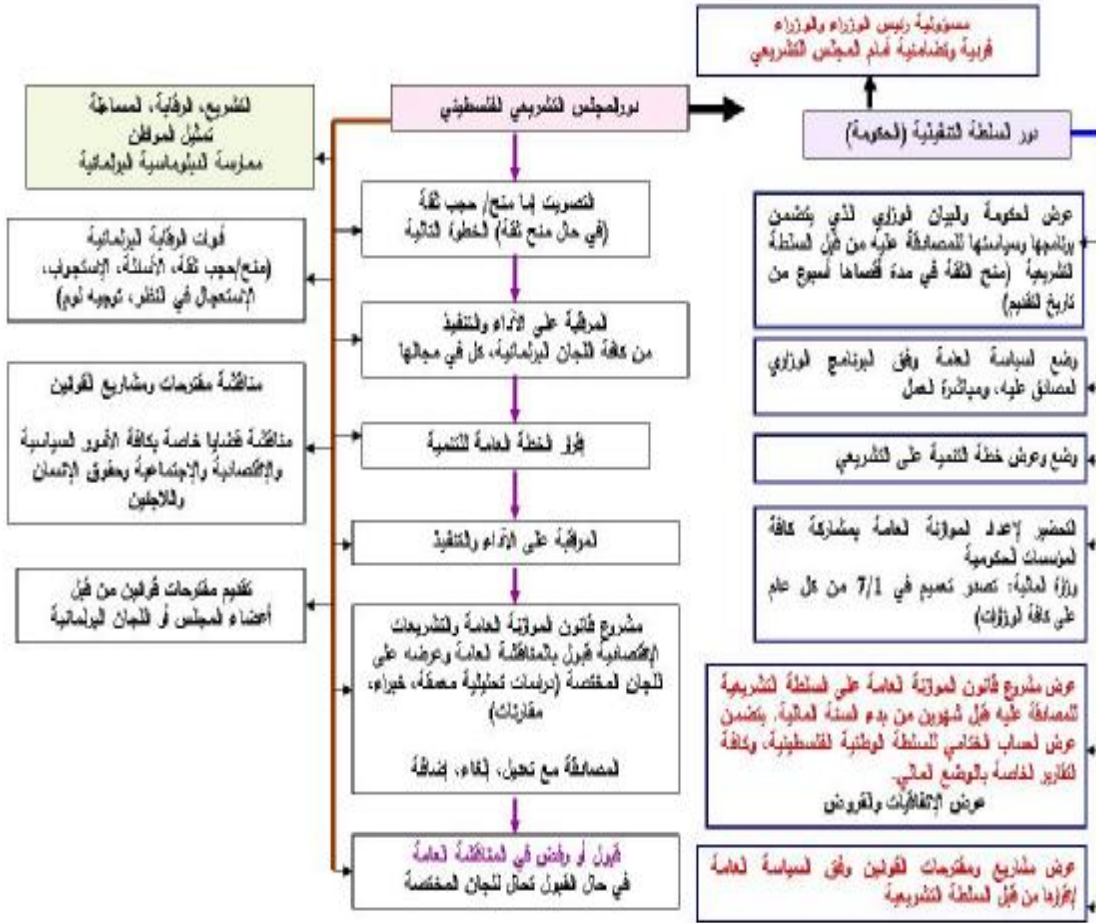 مسؤولية رئيس الوزراء والوزراء
فردية وتضامنية أمام المجلس التشريعي
دور السلطة التنفيذية (الحكومة)
عرض الحكومة والبيان الوزاري الذي يتضمن
برنامجها وسياستها للمصادقة عليه من قبل السلطة
التشريعية (منح الثقة في مدة أقصاها أسبوع من
تاريخ التقديم)
وضع السياسة العامة وفق البرنامج الوزاري
المصادق عليه، ومباشرة العمل
وضع وعرض خطة التنمية على التشريعي
التحضير لإعداد الموازنة العامة بمشاركة كافة
المؤسسات الحكومية
وزارة المالية: تصدر تعميم في 7/1 من كل عام
على كافة الوزارات)
عرض مشروع قانون الموازنة العامة على السلطة التشريعية
للمصادقة عليه قبل شهرين من بدء السنة المالية. يتضمن
عرض الحساب الختامي للسلطة الوطنية الفلسطينية، وكافة
التقارير الخاصة بالوضع المالي.
عرض الإتفاقيات والقروض
عرض مشاريع ومقترحات القوانين وفق السياسة العامة
لإقرارها من قبل السلطة التشريعية
دور المجلس التشريعي الفلسطيني
التصويت إما منح/ حجب ثقة
(في حال منح ثقة) الخطوة التالية
المراقبة على الأداء والتنفيذ
من كافة اللجان البرلمانية، كل في مجالها
إقرار الخطة العامة للتنمية
المراقبة على الأداء والتنفيذ
مشروع قانون الموازنة العامة والتشريعات
الإقتصادية قبول بالمناقشة العامة وعرضه على
اللجان المختصة (دراسات تحليلية معمقة، خبراء،
مقارنات)
المصادقة مع تعديل، إلغاء، إضافة
قبول أو رفض في المناقشة العامة
في حال القبول تحال للجان المختصة
التشريع، الرقابة، المساءلة
تمثيل المواطن
ممارسة الدبلوماسية البرلمانية
أدوات الرقابة البرلمانية
(منح/حجب ثقة، الأسئلة، الإستجواب،
الإستعجال في النظر، توجيه لوم)
مناقشة مقترحات ومشاريع القوانين
مناقشة قضايا خاصة بكافة الأمور السياسية
والإقتصادية والإجتماعية وحقوق الإنسان
واللاجئين
تقديم مقترحات قوانين من قبل
أعضاء المجلس أو اللجان البرلمانية